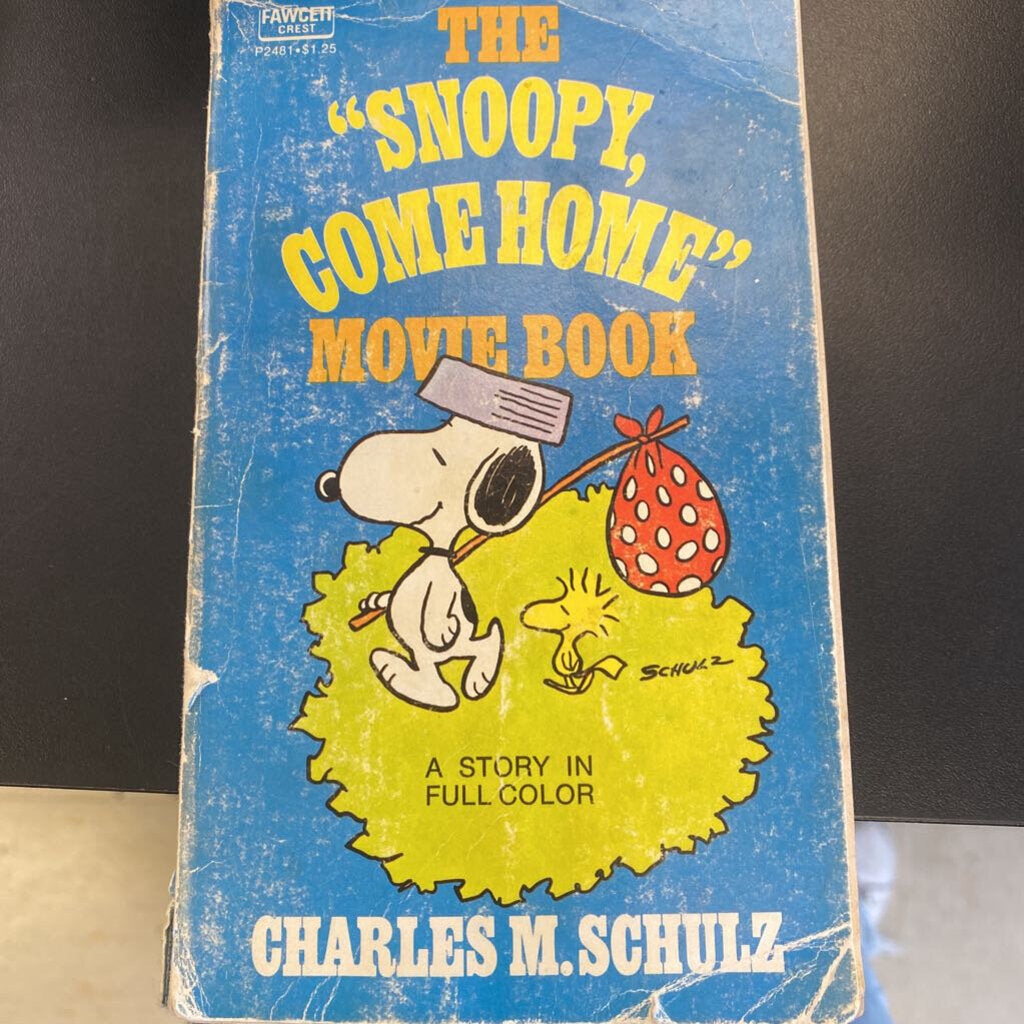 FAWCETT
CREST
P2481•$1.25
THE
“SNOOPY,
COME HOME”
MOVIE BOOK
SCHULZ
A STORY IN
FULL COLOR
CHARLES M. SCHULZ